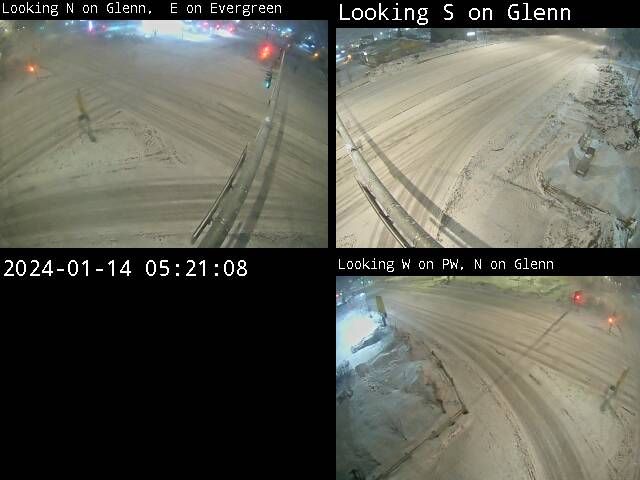 Looking N on Glenn,  E on Evergreen
Looking S on Glenn
2024-01-14 05:21:08
Looking W on PW, N on Glenn